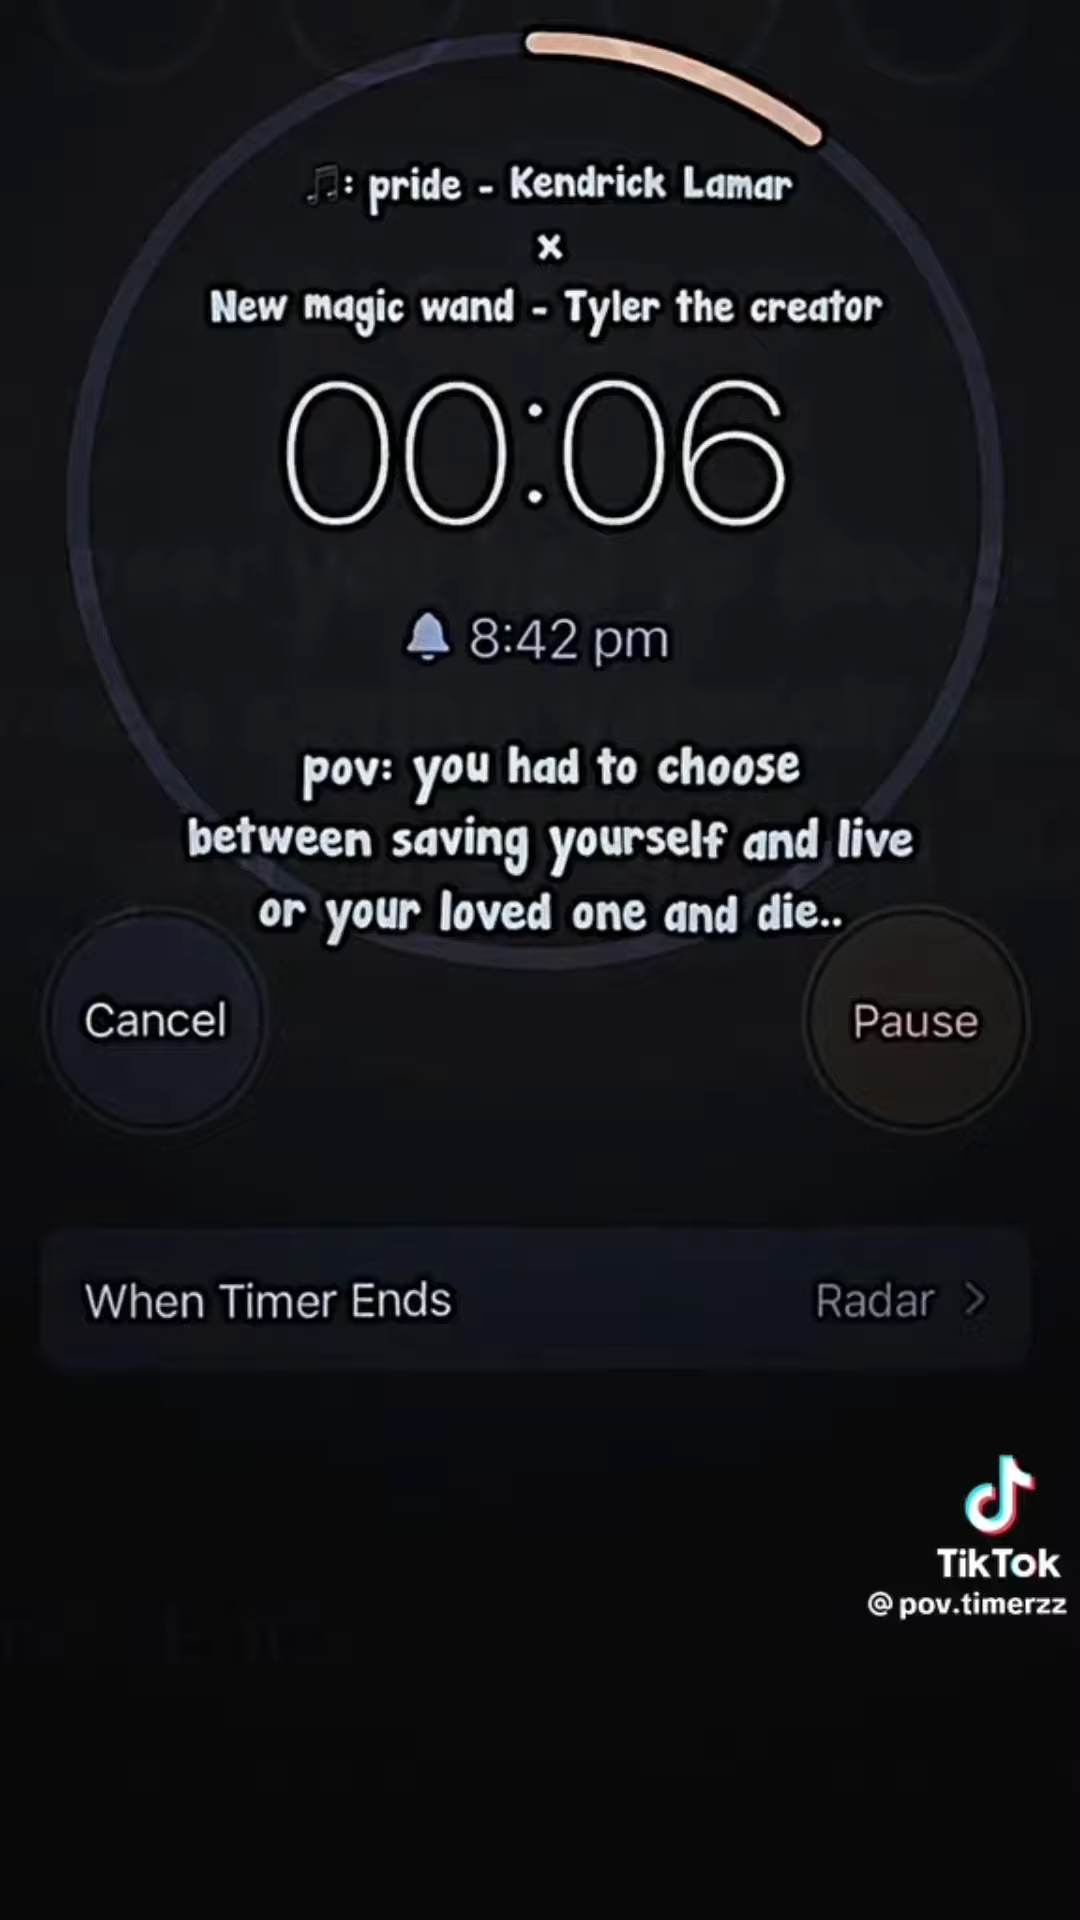 🎵: pride - Kendrick Lamar
x
New magic wand - Tyler the creator
00:06
8:42 pm
pov: you had to choose
between saving yourself and live
or your loved one and die..
Cancel
Pause
When Timer Ends
Radar >
TikTok
@pov.timerzz